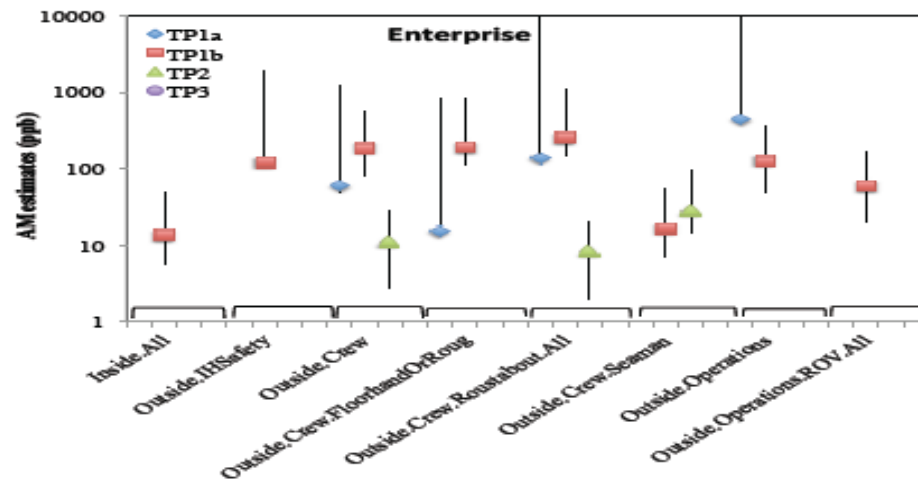 Enterprise
TP1a
TP1b
TP2
TP3
AM estimates (ppb)
10000
1000
100
10
1
Inside.All
Outside.IHSafety
Outside.Crew
Outside.Crew.FloorhandOrRoug
Outside.Crew.Roustabout.All
Outside.Crew.Seaman
Outside.Operations
Outside.Operations.ROV.All